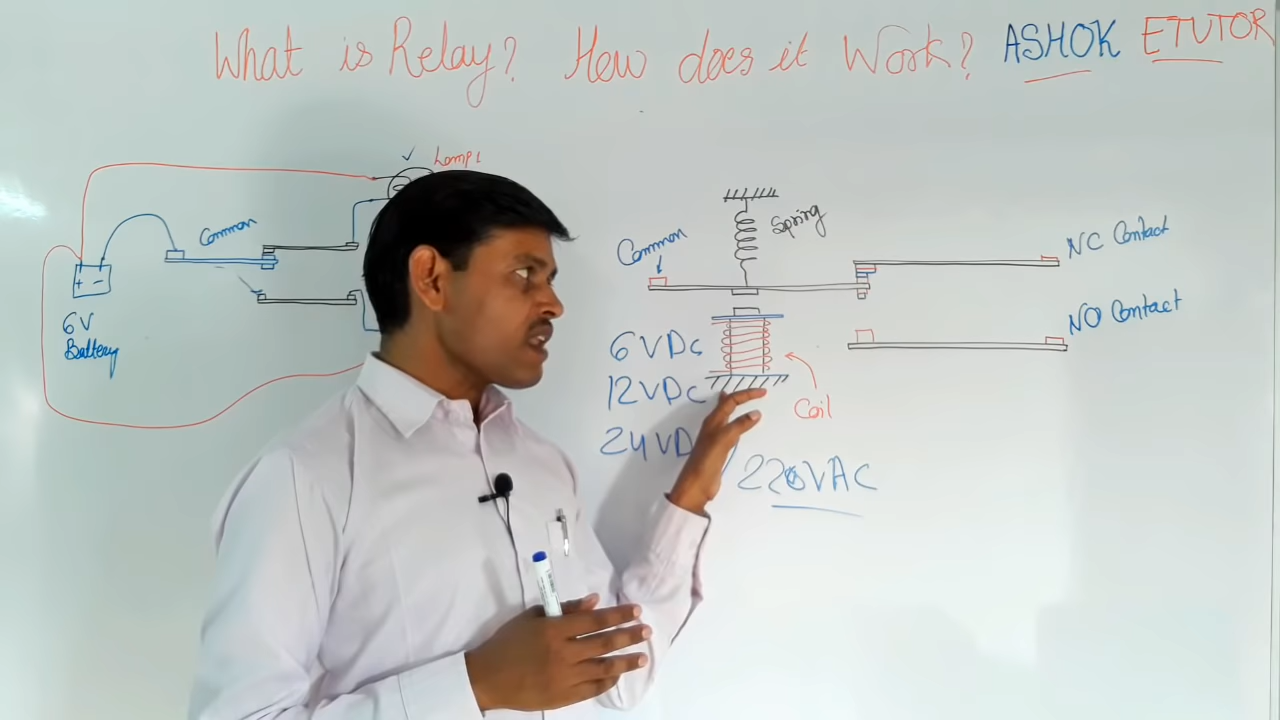 What is Relay? How does it Work? ASHOK ETUTOR
Lamp1
Common
+ -
6V
Battery
Spring
Common
NC Contact
NO Contact
6VDC
12VDC
24VD
Coil
220VAC